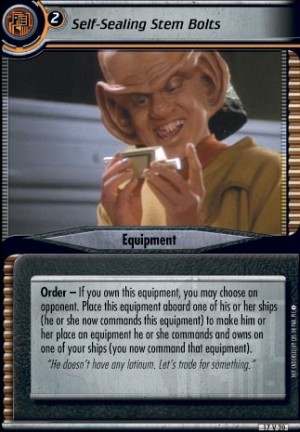 2
Self-Sealing Stem Bolts
Equipment
Order – If you own this equipment, you may choose an
opponent. Place this equipment aboard one of his or her ships
(he or she now commands this equipment) to make him or
her place an equipment he or she commands and owns on
one of your ships (you now command that equipment).
"He doesn't have any latinum. Let's trade for something."
17 V 20